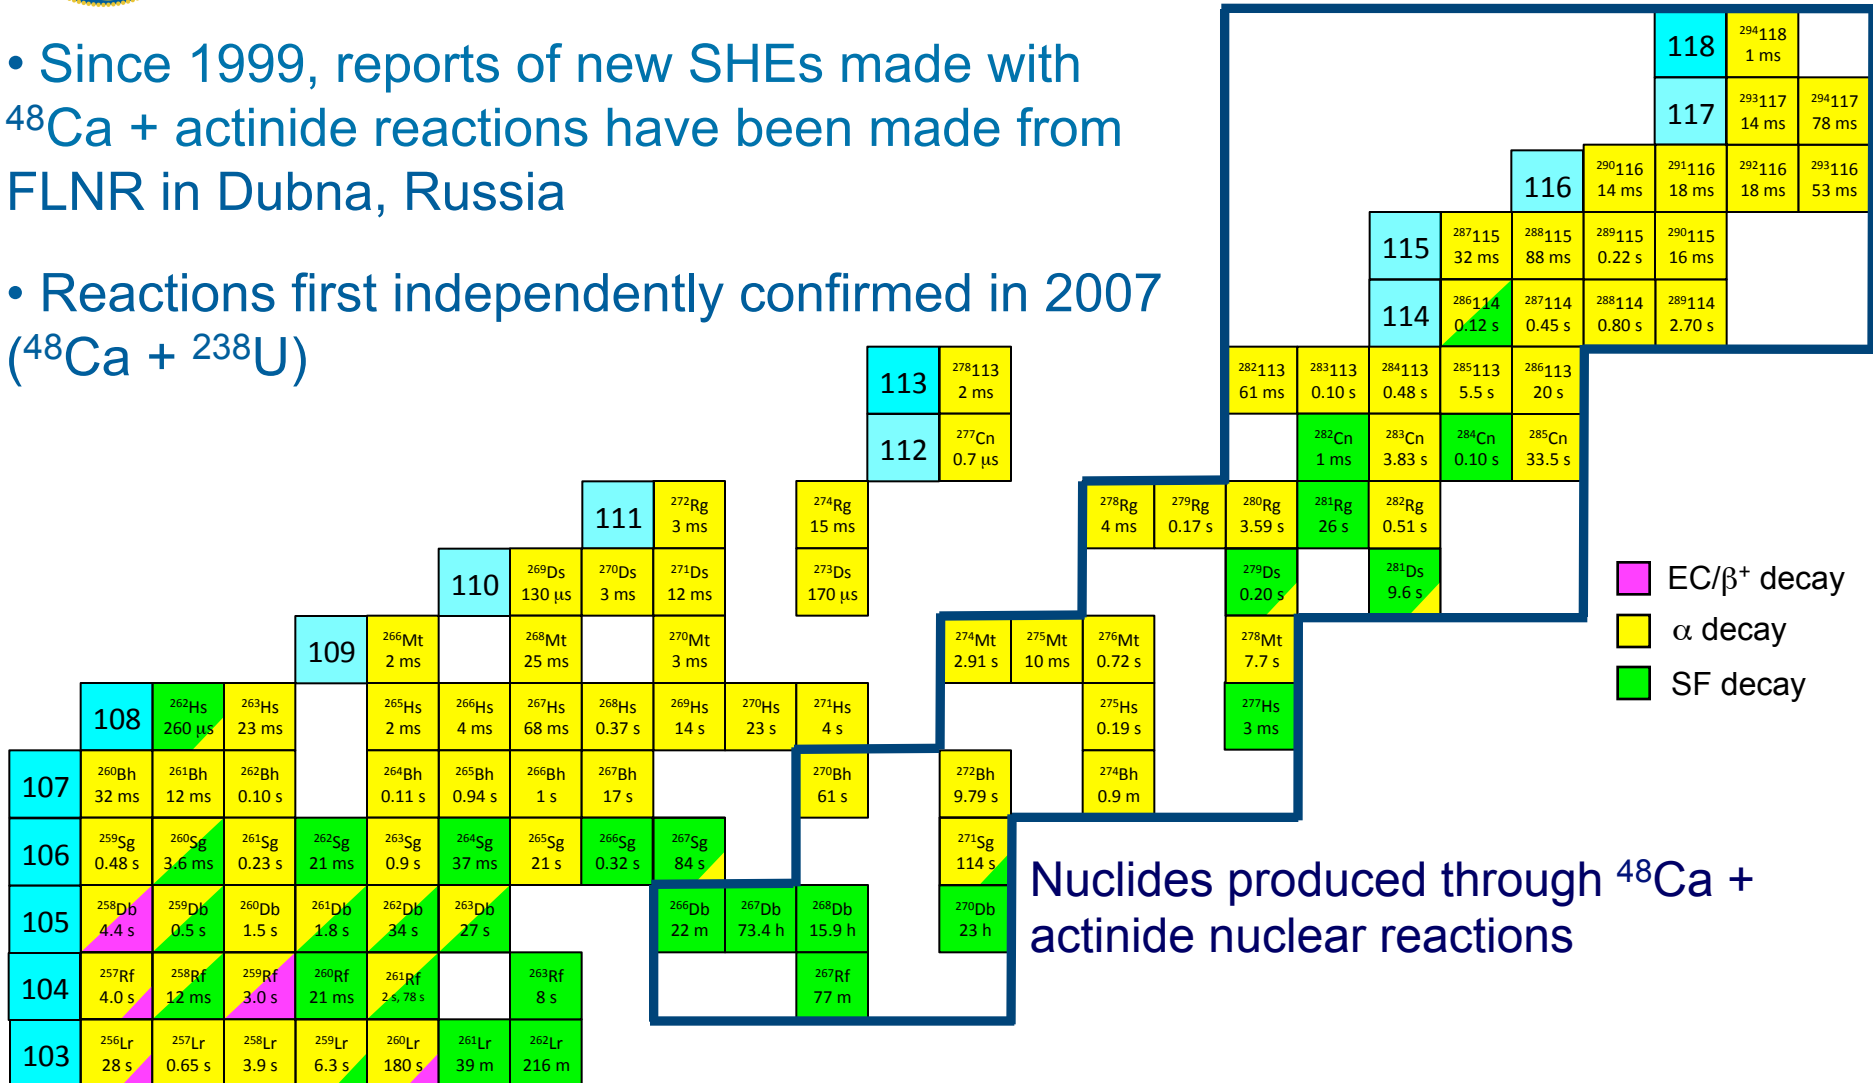 • Since 1999, reports of new SHEs made with
⁴⁸Ca + actinide reactions have been made from
FLNR in Dubna, Russia
• Reactions first independently confirmed in 2007
(⁴⁸Ca + ²³⁸U)
118 ²⁹⁴118 1 ms
117 ²⁹³117 14 ms ²⁹⁴117 78 ms
116 ²⁹⁰116 14 ms ²⁹¹116 18 ms ²⁹²116 18 ms ²⁹³116 53 ms
115 ²⁸⁷115 32 ms ²⁸⁸115 88 ms ²⁸⁹115 0.22 s ²⁹⁰115 16 ms
114 ²⁸⁶114 0.12 s ²⁸⁷114 0.45 s ²⁸⁸114 0.80 s ²⁸⁹114 2.70 s
113 ²⁷⁸113 2 ms ²⁸²113 61 ms ²⁸³113 0.10 s ²⁸⁴113 0.48 s ²⁸⁵113 5.5 s ²⁸⁶113 20 s
112 ²⁷⁷Cn 0.7 μs ²⁸²Cn 1 ms ²⁸³Cn 3.83 s ²⁸⁴Cn 0.10 s ²⁸⁵Cn 33.5 s
111 ²⁷²Rg 3 ms ²⁷⁴Rg 15 ms ²⁷⁸Rg 4 ms ²⁷⁹Rg 0.17 s ²⁸⁰Rg 3.59 s ²⁸¹Rg 26 s ²⁸²Rg 0.51 s
110 ²⁶⁹Ds 130 μs ²⁷⁰Ds 3 ms ²⁷¹Ds 12 ms ²⁷³Ds 170 μs ²⁷⁹Ds 0.20 s ²⁸¹Ds 9.6 s
109 ²⁶⁶Mt 2 ms ²⁶⁸Mt 25 ms ²⁷⁰Mt 3 ms ²⁷⁴Mt 2.91 s ²⁷⁵Mt 10 ms ²⁷⁶Mt 0.72 s ²⁷⁸Mt 7.7 s
108 ²⁶²Hs 260 μs ²⁶³Hs 23 ms ²⁶⁵Hs 2 ms ²⁶⁶Hs 4 ms ²⁶⁷Hs 68 ms ²⁶⁸Hs 0.37 s ²⁶⁹Hs 14 s ²⁷⁰Hs 23 s ²⁷¹Hs 4 s ²⁷⁵Hs 0.19 s ²⁷⁷Hs 3 ms
107 ²⁶⁰Bh 32 ms ²⁶¹Bh 12 ms ²⁶²Bh 0.10 s ²⁶⁴Bh 0.11 s ²⁶⁵Bh 0.94 s ²⁶⁶Bh 1 s ²⁶⁷Bh 17 s ²⁷⁰Bh 61 s ²⁷²Bh 9.79 s ²⁷⁴Bh 0.9 m
106 ²⁵⁹Sg 0.48 s ²⁶⁰Sg 3.6 ms ²⁶¹Sg 0.23 s ²⁶²Sg 21 ms ²⁶³Sg 0.9 s ²⁶⁴Sg 37 ms ²⁶⁵Sg 21 s ²⁶⁶Sg 0.32 s ²⁶⁷Sg 84 s ²⁷¹Sg 114 s
105 ²⁵⁸Db 4.4 s ²⁵⁹Db 0.5 s ²⁶⁰Db 1.5 s ²⁶¹Db 1.8 s ²⁶²Db 34 s ²⁶³Db 27 s ²⁶⁶Db 22 m ²⁶⁷Db 73.4 h ²⁶⁸Db 15.9 h ²⁷⁰Db 23 h
104 ²⁵⁷Rf 4.0 s ²⁵⁸Rf 12 ms ²⁵⁹Rf 3.0 s ²⁶⁰Rf 21 ms ²⁶¹Rf 2 s, 78 s ²⁶³Rf 8 s ²⁶⁷Rf 77 m
103 ²⁵⁶Lr 28 s ²⁵⁷Lr 0.65 s ²⁵⁸Lr 3.9 s ²⁵⁹Lr 6.3 s ²⁶⁰Lr 180 s ²⁶¹Lr 39 m ²⁶²Lr 216 m
EC/β⁺ decay
α decay
SF decay
Nuclides produced through ⁴⁸Ca +
actinide nuclear reactions